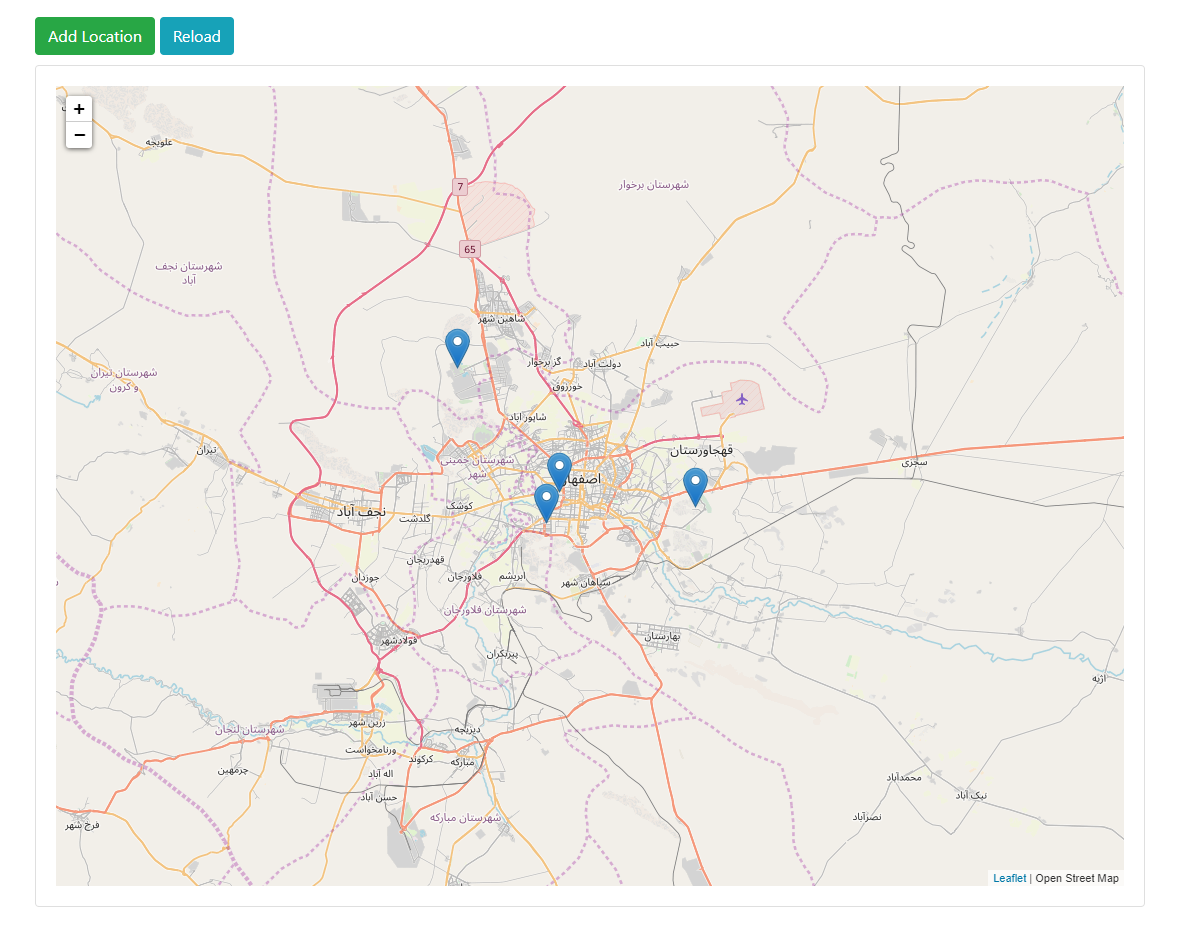 Add Location
Reload
+
−
علویجه
7
شهرستان برخوار
65
شهرستان نجف
آباد
شاهین شهر
حبیب آباد
گز برخوار
دولت آباد
خورزوق
شهرستان تیران
و کرون
شاپور آباد
تیران
شهرستان خمینی
شهر
قهجاورستان
سجزی
اصفهان
کوشک
نجف آباد
گلدشت
قهدریجان
جوزدان
فلاورجان
ابریشم
سپاهان شهر
شهرستان فلاورجان
فولادشهر
بهارستان
پیربکران
اژیه
زرین شهر
شهرستان لنجان
دیزیچه
ورنامخواست
کرکوند
مبارکه
چرمهین
اله آباد
محمدآباد
حسن آباد
نیک آباد
شهرستان مبارکه
نصرآباد
فرخ شهر
Leaflet | Open Street Map